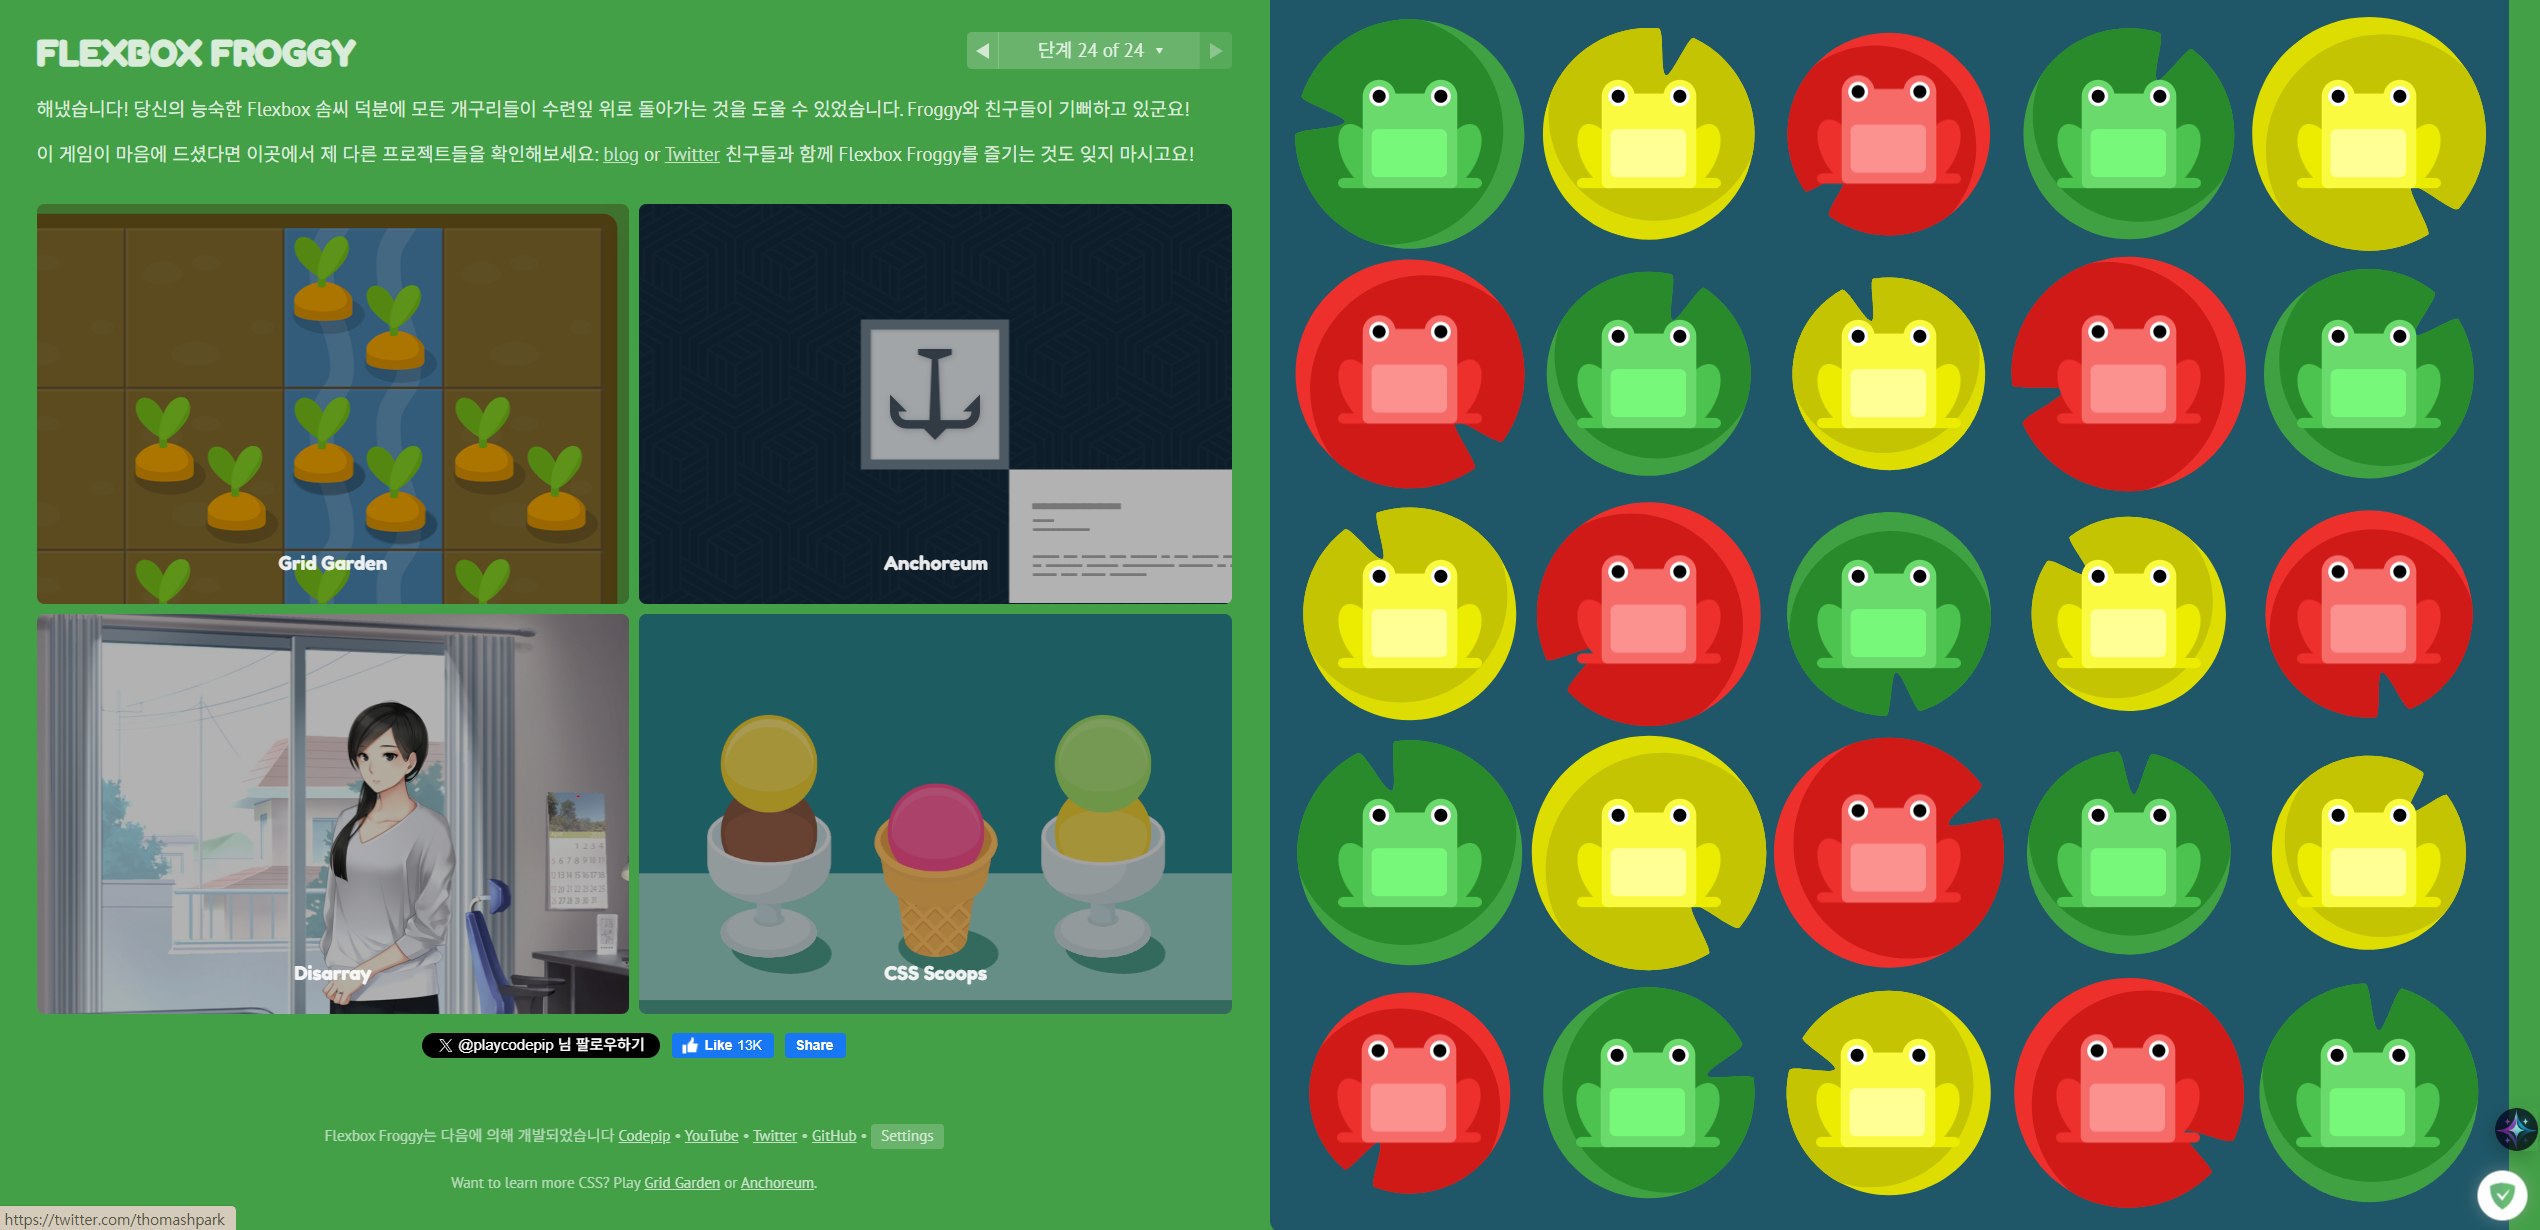 FLEXBOX FROGGY
단계 24 of 24
해냈습니다! 당신의 능숙한 Flexbox 솜씨 덕분에 모든 개구리들이 수련잎 위로 돌아가는 것을 도울 수 있었습니다. Froggy와 친구들이 기뻐하고 있군요!
이 게임이 마음에 드셨다면 이곳에서 제 다른 프로젝트들을 확인해보세요: blog or Twitter 친구들과 함께 Flexbox Froggy를 즐기는 것도 잊지 마시고요!
Grid Garden
Anchoreum
Disarray
CSS Scoops
@playcodepip 님 팔로우하기
Like 13K
Share
Flexbox Froggy는 다음에 의해 개발되었습니다 Codepip • YouTube • Twitter • GitHub • Settings
Want to learn more CSS? Play Grid Garden or Anchoreum.
https://twitter.com/thomashpark